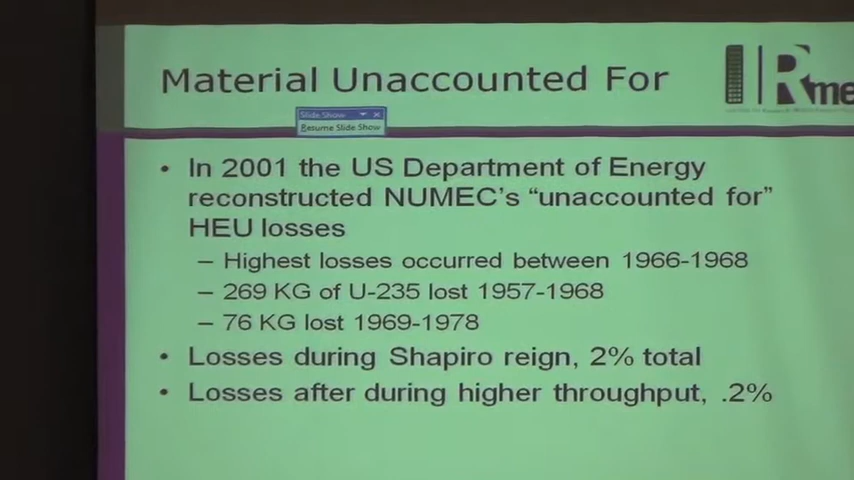 Material Unaccounted For
IRme
Slide Show
Resume Slide Show
• In 2001 the US Department of Energy
reconstructed NUMEC's "unaccounted for"
HEU losses
– Highest losses occurred between 1966-1968
– 269 KG of U-235 lost 1957-1968
– 76 KG lost 1969-1978
• Losses during Shapiro reign, 2% total
• Losses after during higher throughput, .2%